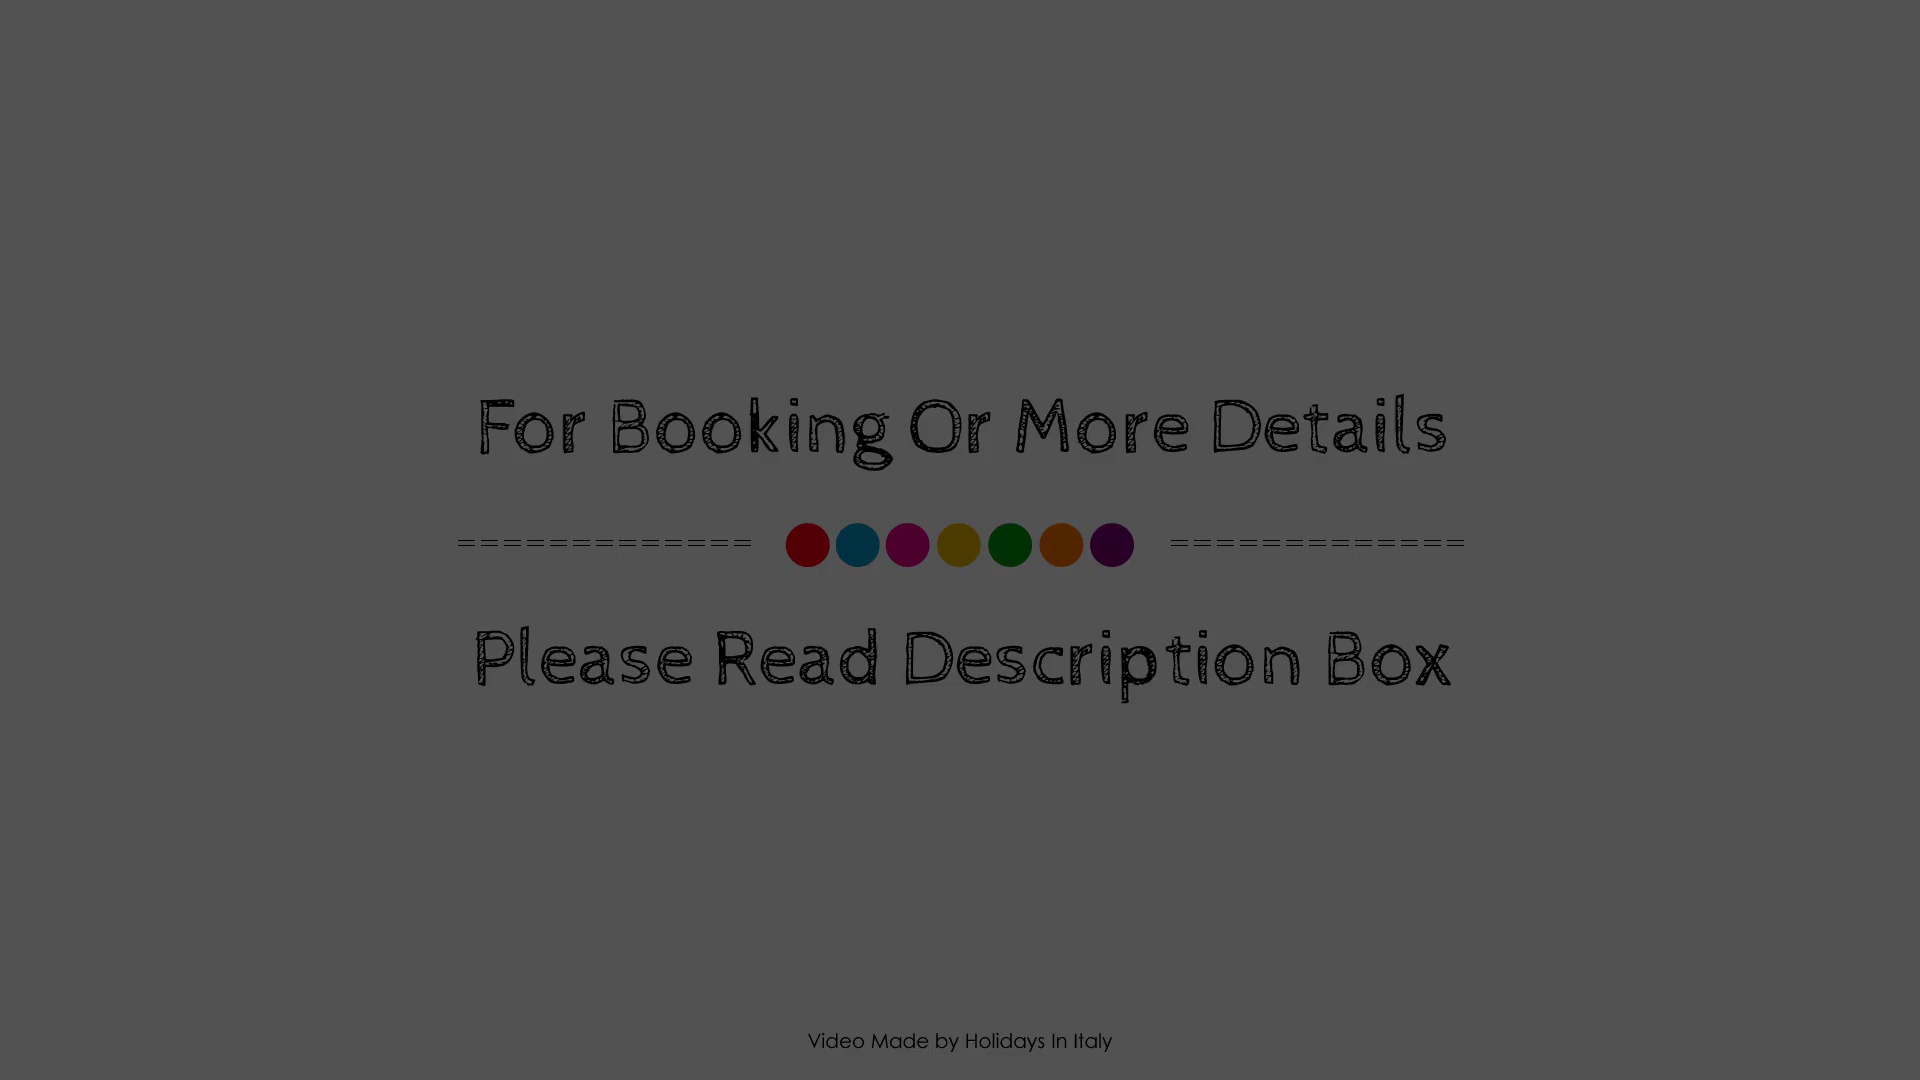 For Booking Or More Details
============= =============
Please Read Description Box
Video Made by Holidays In Italy